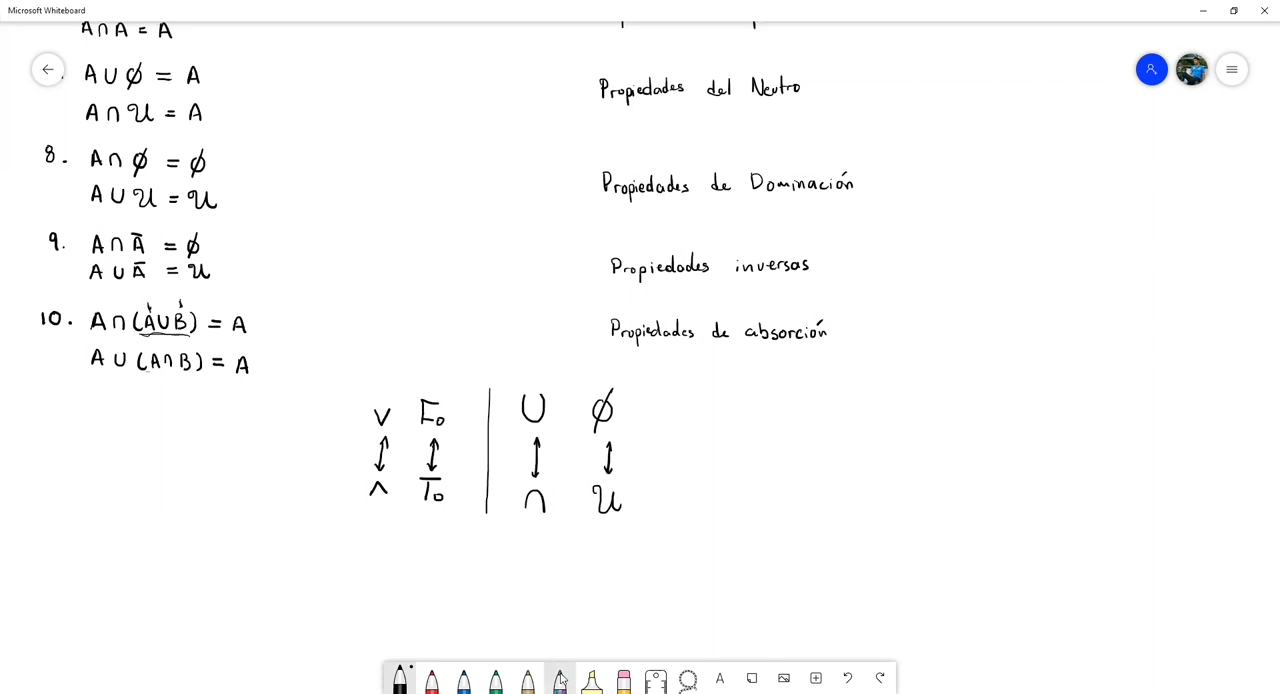 Microsoft Whiteboard
A ∩ A = A
A ∪ ∅ = A Propiedades del Neutro
A ∩ 𝒰 = A
8. A ∩ ∅ = ∅ Propiedades de Dominación
A ∪ 𝒰 = 𝒰
9. A ∩ A̅ = ∅ Propiedades inversas
A ∪ A̅ = 𝒰
10. A ∩ (A ∪ B) = A Propiedades de absorción
A ∪ (A ∩ B) = A
∨ F₀ | ∪ ∅
↕ ↕ | ↕ ↕
∧ T₀ | ∩ 𝒰
A